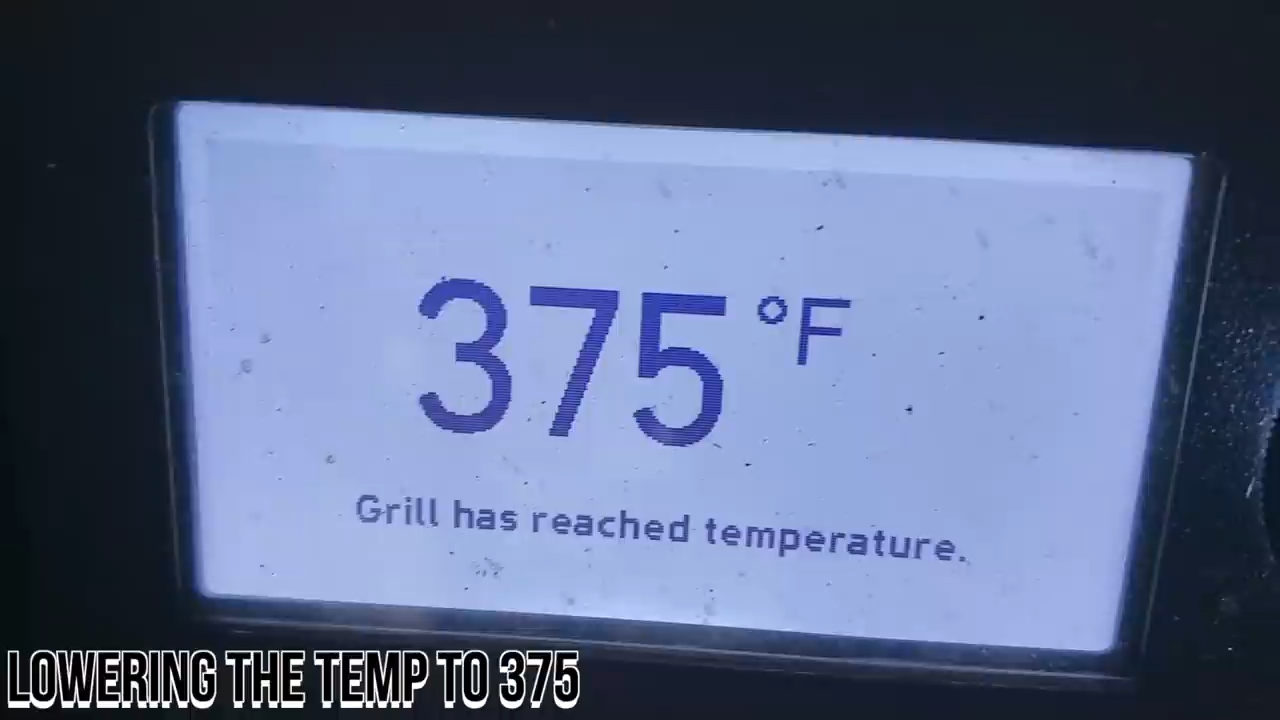 375 °F
Grill has reached temperature.
LOWERING THE TEMP TO 375